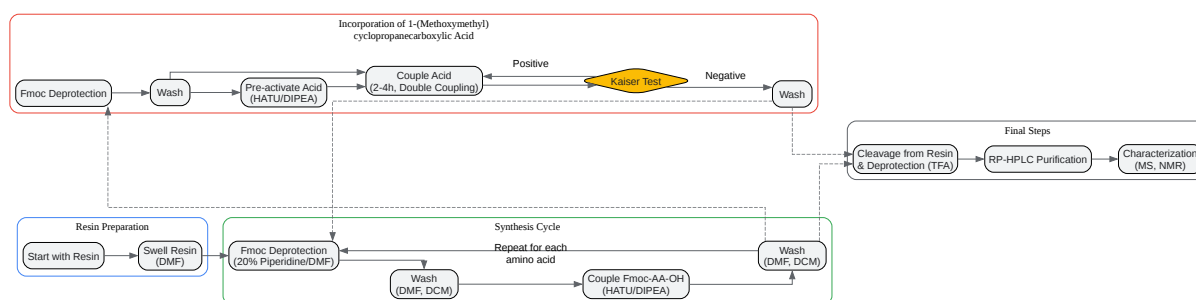 Incorporation of 1-(Methoxymethyl)
cyclopropanecarboxylic Acid
Fmoc Deprotection
Wash
Pre-activate Acid
(HATU/DIPEA)
Couple Acid
(2-4h, Double Coupling)
Positive
Kaiser Test
Negative
Wash
Final Steps
Cleavage from Resin
& Deprotection (TFA)
RP-HPLC Purification
Characterization
(MS, NMR)
Resin Preparation
Start with Resin
Swell Resin
(DMF)
Synthesis Cycle
Fmoc Deprotection
(20% Piperidine/DMF)
Wash
(DMF, DCM)
Couple Fmoc-AA-OH
(HATU/DIPEA)
Repeat for each
amino acid
Wash
(DMF, DCM)